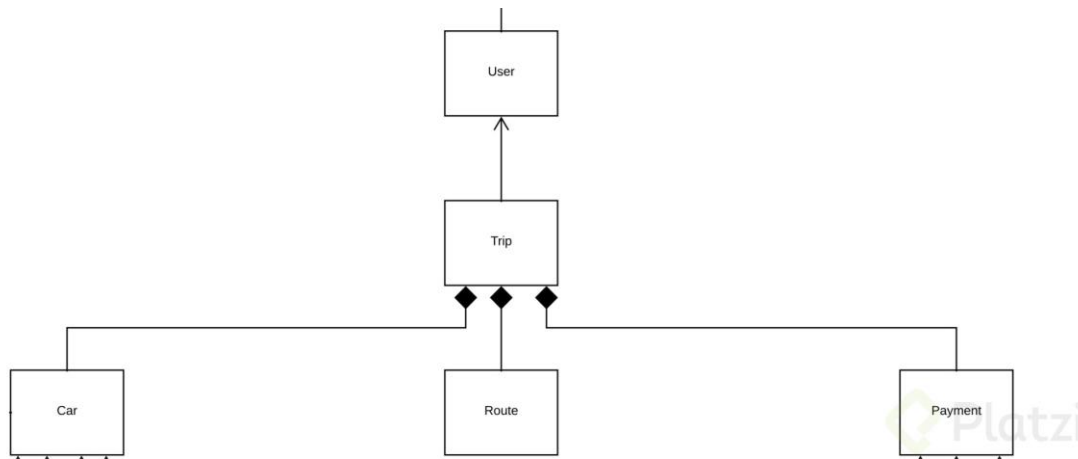 User
Trip
Car
Route
Payment
Platzi